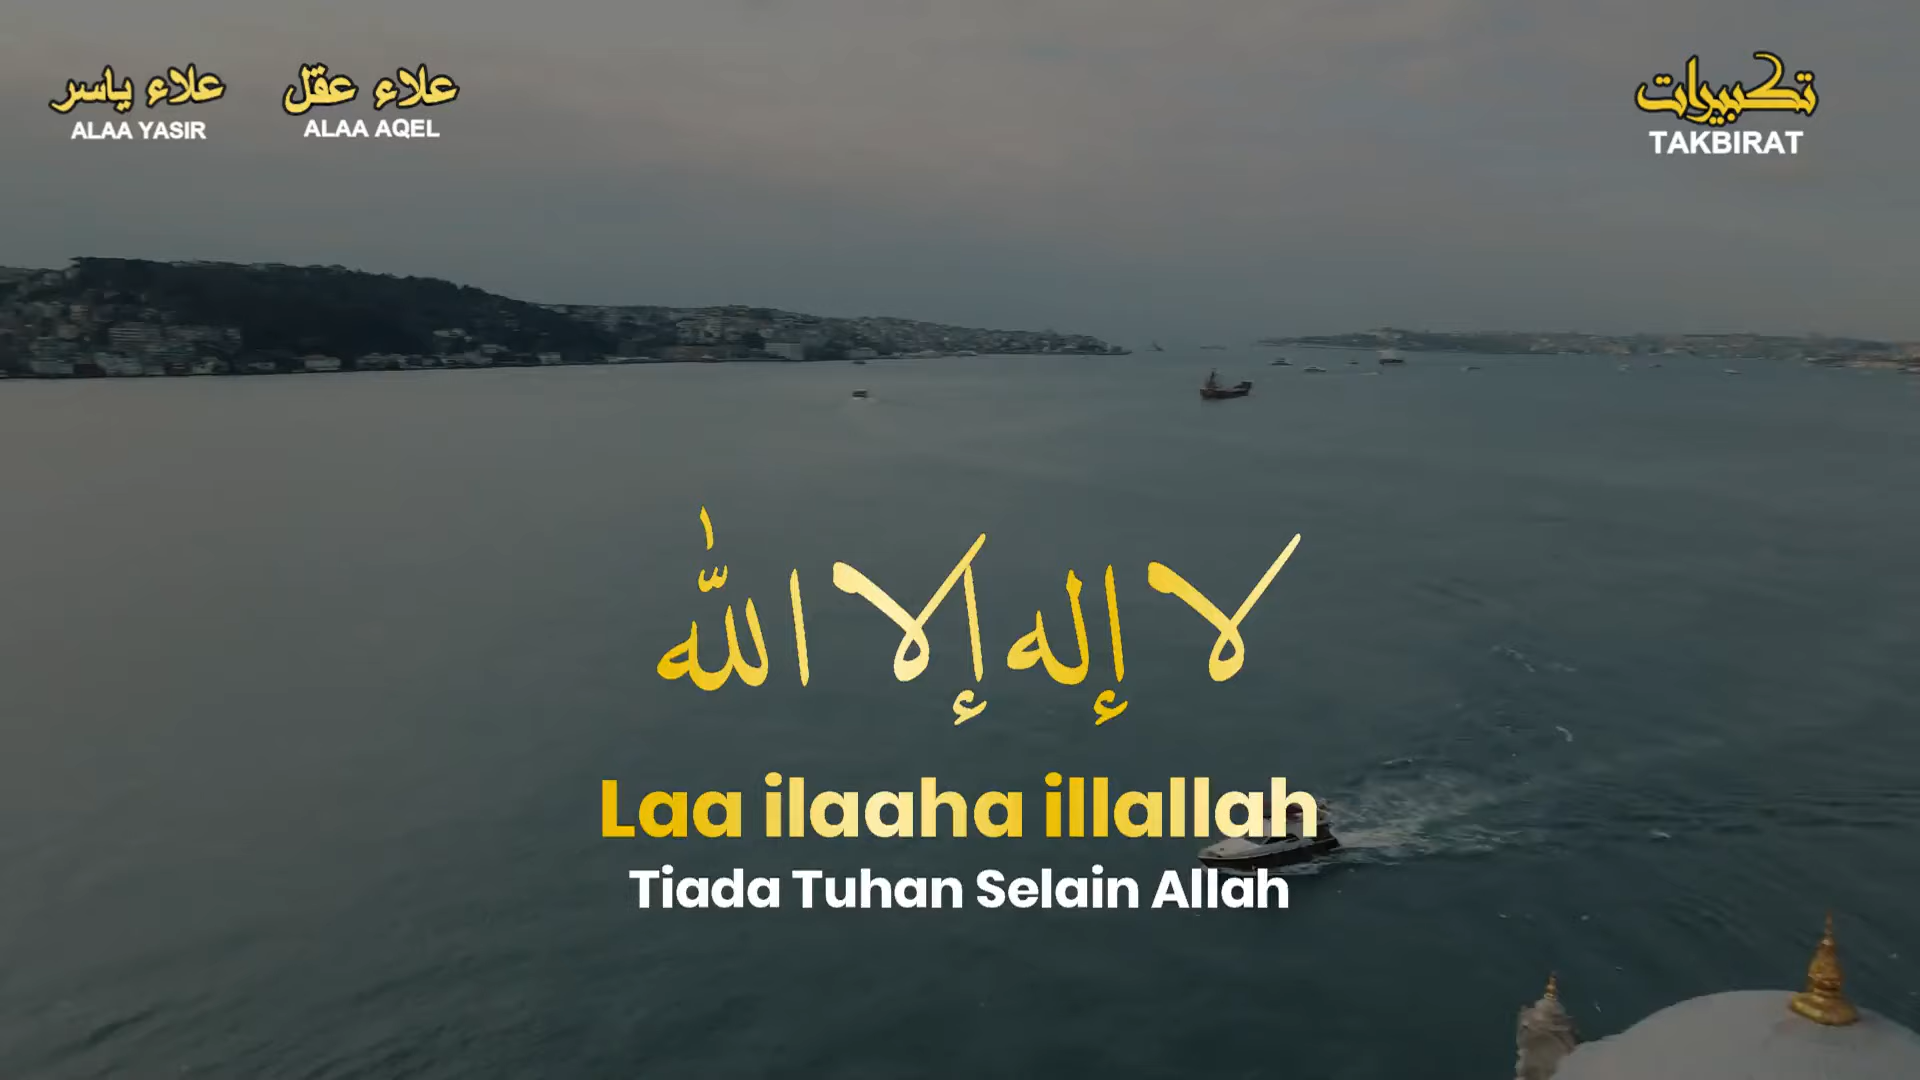 علاء ياسر
ALAA YASIR
علاء عقل
ALAA AQEL
تكبيرات
TAKBIRAT
لا إله إلا الله
Laa ilaaha illallah
Tiada Tuhan Selain Allah